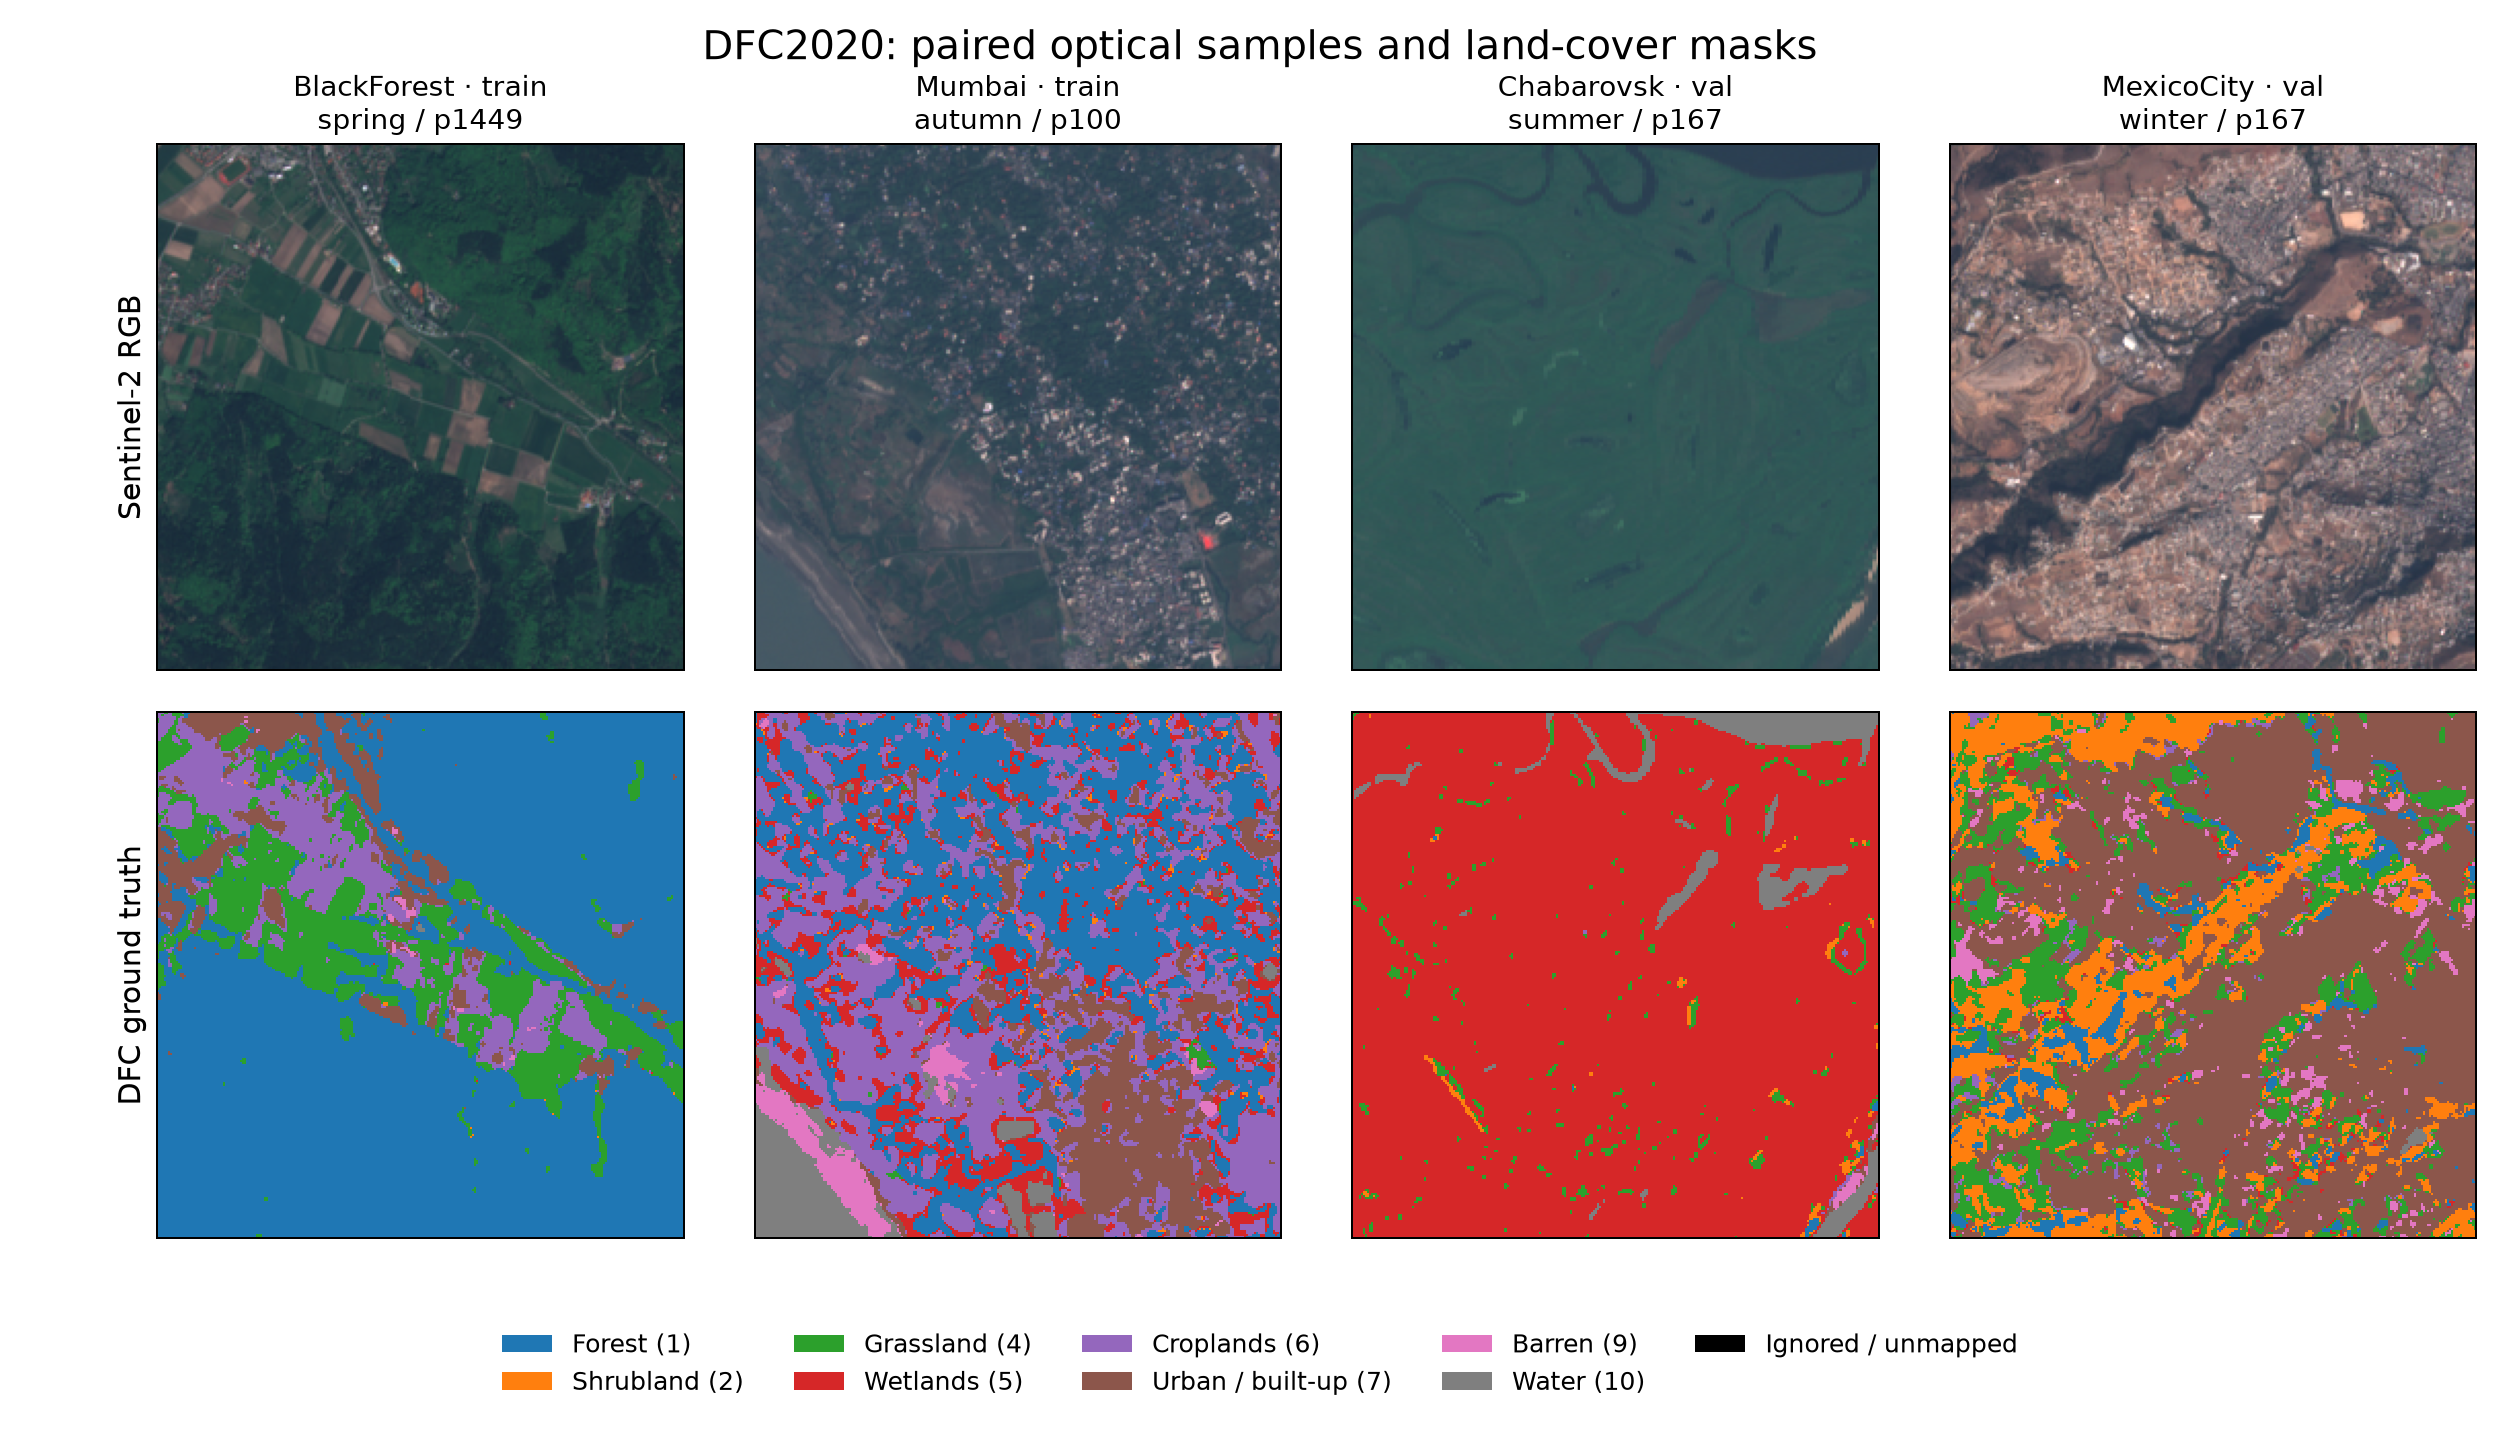 DFC2020: paired optical samples and land-cover masks
BlackForest · train
spring / p1449
Mumbai · train
autumn / p100
Chabarovsk · val
summer / p167
MexicoCity · val
winter / p167
Sentinel-2 RGB
DFC ground truth
Forest (1)
Shrubland (2)
Grassland (4)
Wetlands (5)
Croplands (6)
Urban / built-up (7)
Barren (9)
Water (10)
Ignored / unmapped